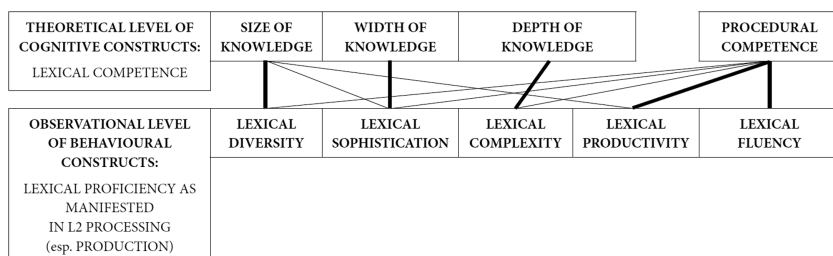 THEORETICAL LEVEL OF
COGNITIVE CONSTRUCTS:
LEXICAL COMPETENCE
SIZE OF
KNOWLEDGE
WIDTH OF
KNOWLEDGE
DEPTH OF
KNOWLEDGE
PROCEDURAL
COMPETENCE
OBSERVATIONAL LEVEL
OF BEHAVIOURAL
CONSTRUCTS:
LEXICAL PROFICIENCY AS
MANIFESTED
IN L2 PROCESSING
(esp. PRODUCTION)
LEXICAL
DIVERSITY
LEXICAL
SOPHISTICATION
LEXICAL
COMPLEXITY
LEXICAL
PRODUCTIVITY
LEXICAL
FLUENCY